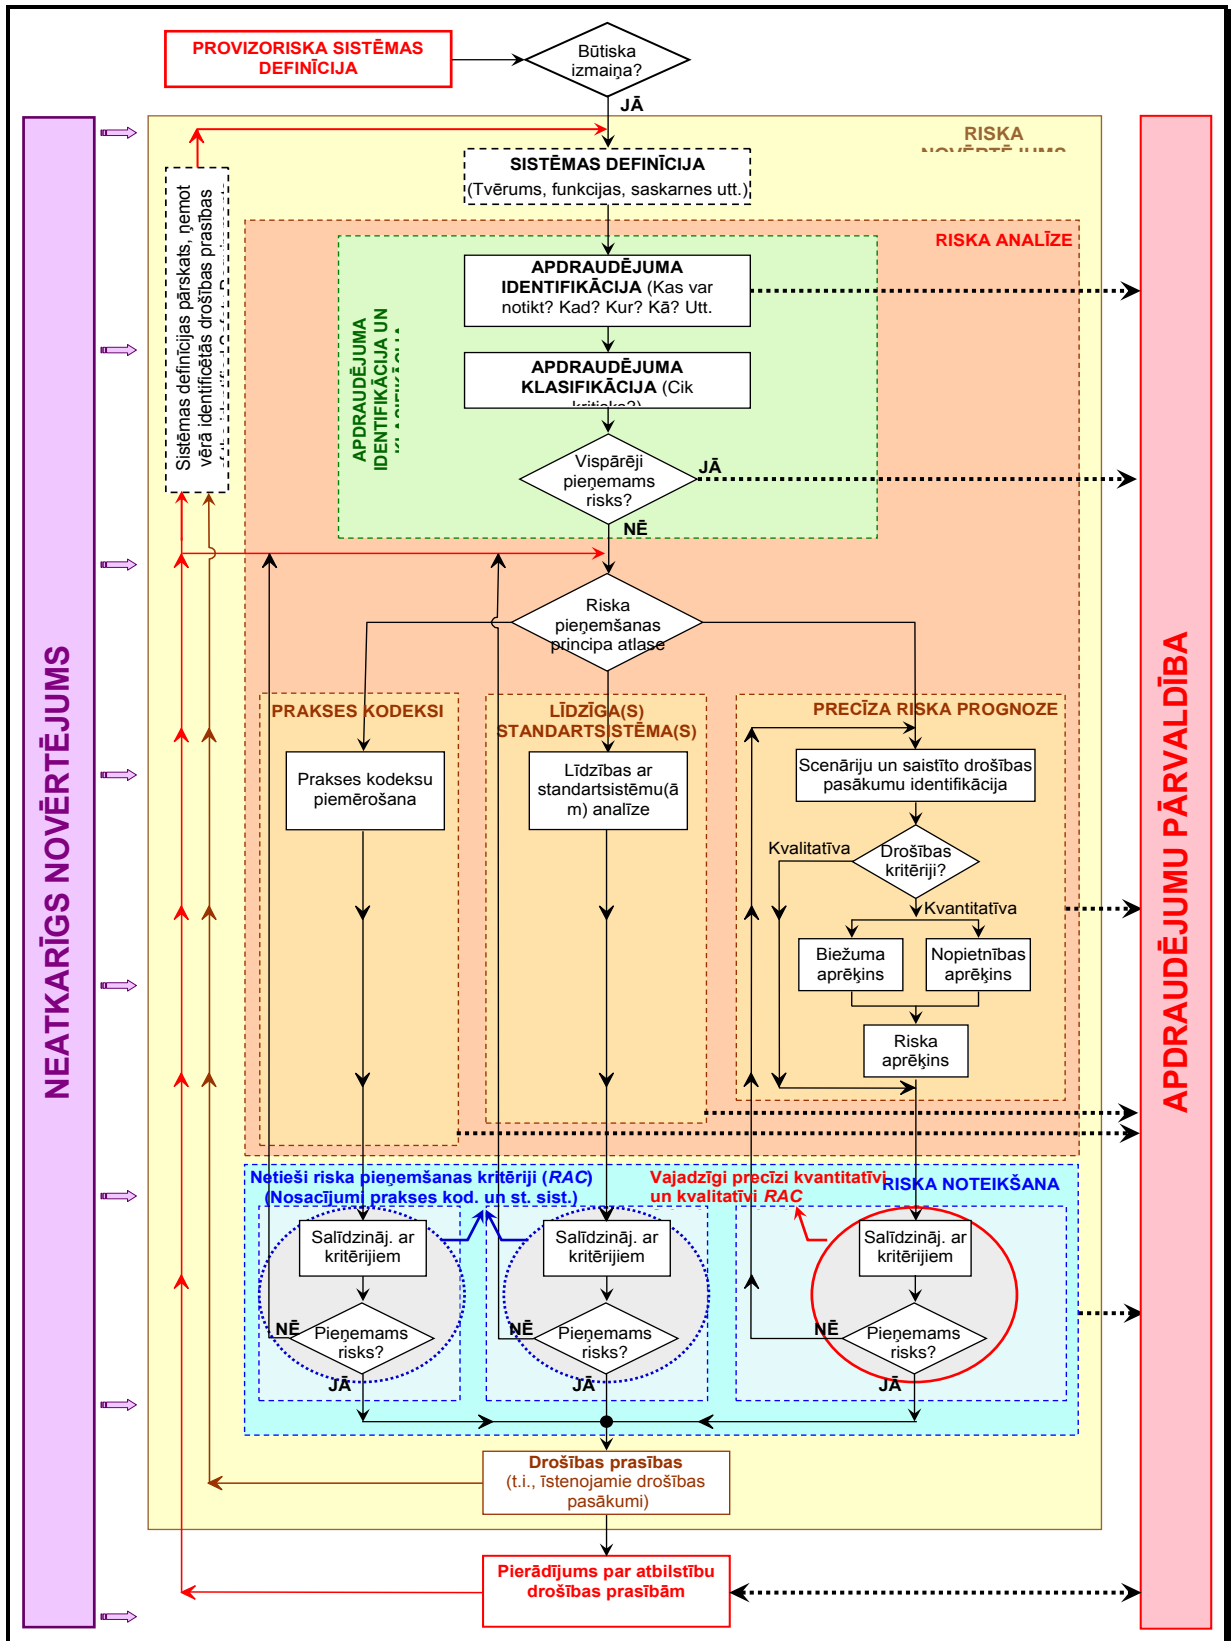 PROVIZORISKA SISTĒMAS
DEFINĪCIJA
Būtiska
izmaiņa?
JĀ
RISKA
NOVĒRTĒJUMS
SISTĒMAS DEFINĪCIJA
(Tvērums, funkcijas, saskarnes utt.)
Sistēmas definīcijas pārskats, ņemot
vērā identificētās drošības prasības
RISKA ANALĪZE
APDRAUDĒJUMA
IDENTIFIKĀCIJA UN
KLASIFIKĀCIJA
APDRAUDĒJUMA
IDENTIFIKĀCIJA (Kas var
notikt? Kad? Kur? Kā? Utt.
APDRAUDĒJUMA
KLASIFIKĀCIJA (Cik
kritisks?)
Vispārēji
pieņemams
risks?
JĀ
NĒ
Riska
pieņemšanas
principa atlase
PRAKSES KODEKSI
LĪDZĪGA(S)
STANDARTSISTĒMA(S)
PRECĪZA RISKA PROGNOZE
Prakses kodeksu
piemērošana
Līdzības ar
standartsistēmu(ā
m) analīze
Scenāriju un saistīto drošības
pasākumu identifikācija
Kvalitatīva
Drošības
kritēriji?
Kvantitatīva
Biežuma
aprēķins
Nopietnības
aprēķins
Riska
aprēķins
NEATKARĪGS NOVĒRTĒJUMS
APDRAUDĒJUMU PĀRVALDĪBA
Netieši riska pieņemšanas kritēriji (RAC)
(Nosacījumi prakses kod. un st. sist.)
Vajadzīgi precīzi kvantitatīvi
un kvalitatīvi RAC
RISKA NOTEIKŠANA
Salīdzināj. ar
kritērijiem
Salīdzināj. ar
kritērijiem
Salīdzināj. ar
kritērijiem
NĒ
Pieņemams
risks?
NĒ
Pieņemams
risks?
NĒ
Pieņemams
risks?
JĀ
JĀ
JĀ
Drošības prasības
(t.i., īstenojamie drošības
pasākumi)
Pierādījums par atbilstību
drošības prasībām